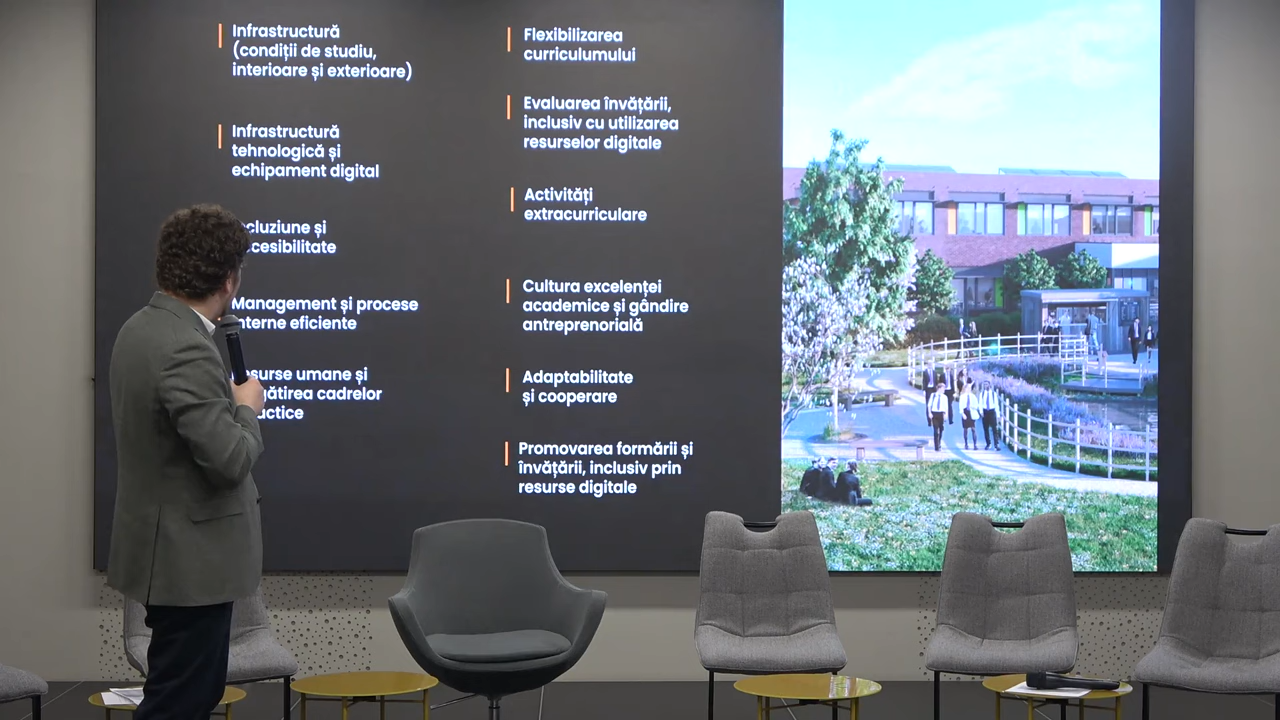 Infrastructură
(condiții de studiu,
interioare și exterioare)
Infrastructură
tehnologică și
echipament digital
și
Management și procese
eficiente
umane și
cadrelor
Flexibilizarea
curriculumului
Evaluarea învățării,
inclusiv cu utilizarea
resurselor digitale
Activități
extracurriculare
Cultura excelenței
academice și gândire
antreprenorială
Adaptabilitate
și cooperare
Promovarea formării și
învățării, inclusiv prin
resurse digitale